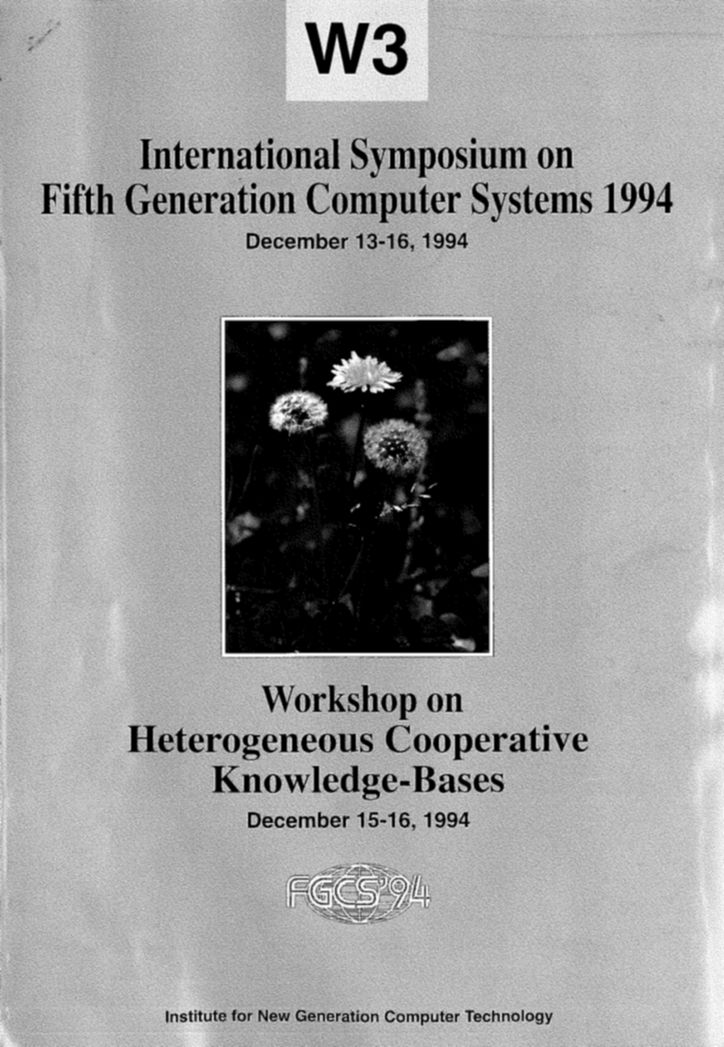 W3
International Symposium on
Fifth Generation Computer Systems 1994
December 13-16, 1994
Workshop on
Heterogeneous Cooperative
Knowledge-Bases
December 15-16, 1994
FGCS'94
Institute for New Generation Computer Technology